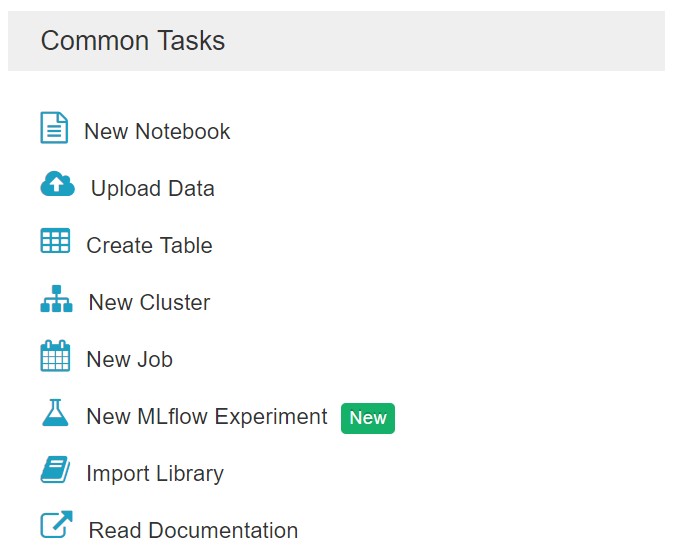 Common Tasks
New Notebook
Upload Data
Create Table
New Cluster
New Job
New MLflow Experiment New
Import Library
Read Documentation